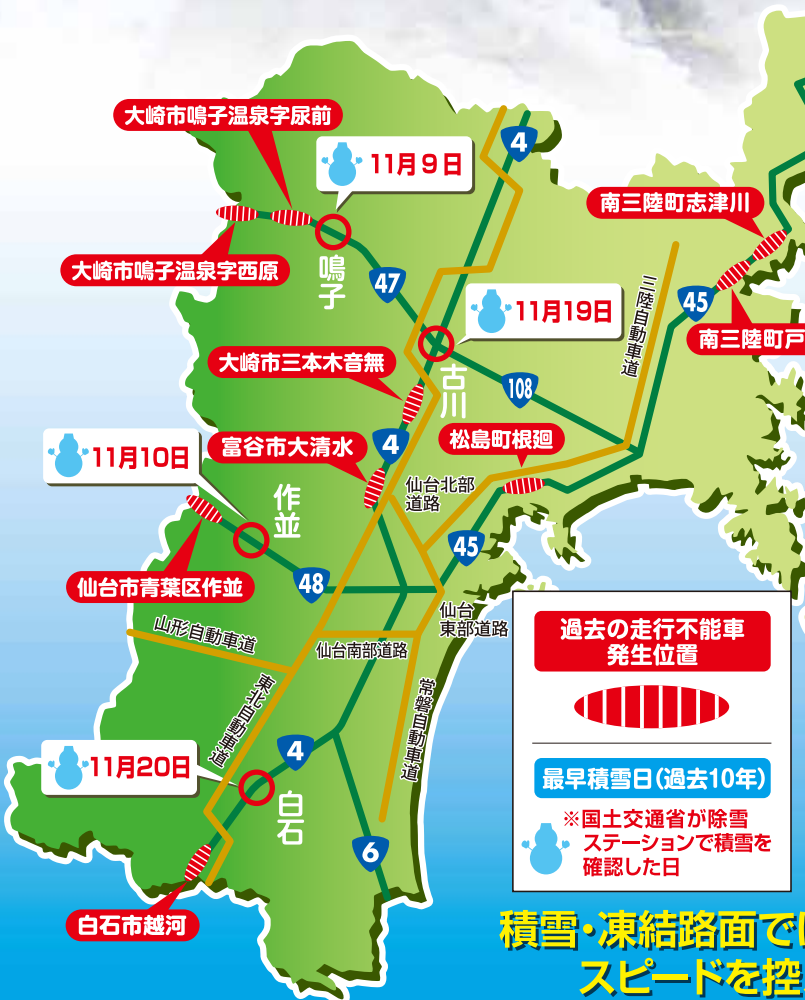 大崎市鳴子温泉字尿前
11月9日
4
南三陸町志津川
大崎市鳴子温泉字西原
鳴子
47
11月19日
三陸自動車道
45
南三陸町戸
大崎市三本木音無
古川
108
11月10日
富谷市大清水
4
松島町根廻
作並
仙台北部
道路
45
仙台市青葉区作並
48
山形自動車道
仙台南部道路
仙台
東部道路
東北自動車道
常磐自動車道
11月20日
4
白石
6
白石市越河
過去の走行不能車
発生位置
最早積雪日(過去10年)
※国土交通省が除雪
ステーションで積雪を
確認した日
積雪・凍結路面では
スピードを控